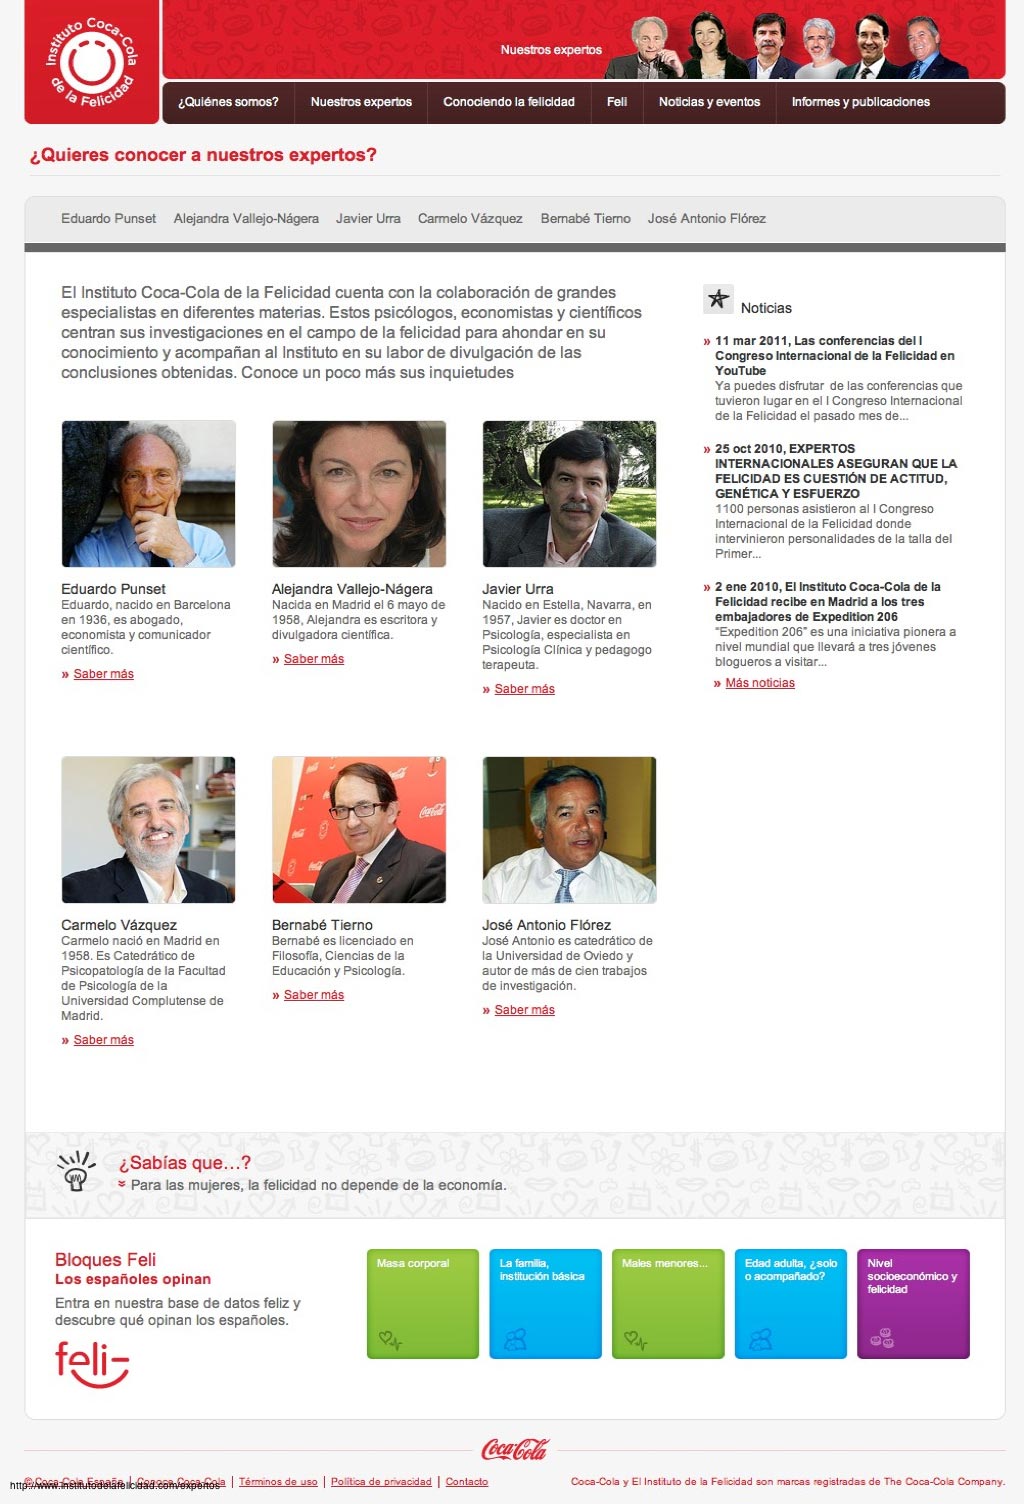 Instituto Coca-Cola
de la Felicidad
Nuestros expertos
¿Quiénes somos?
Nuestros expertos
Conociendo la felicidad
Feli
Noticias y eventos
Informes y publicaciones
¿Quieres conocer a nuestros expertos?
Eduardo Punset
Alejandra Vallejo-Nágera
Javier Urra
Carmelo Vázquez
Bernabé Tierno
José Antonio Flórez
El Instituto Coca-Cola de la Felicidad cuenta con la colaboración de grandes
especialistas en diferentes materias. Estos psicólogos, economistas y científicos
centran sus investigaciones en el campo de la felicidad para ahondar en su
conocimiento y acompañan al Instituto en su labor de divulgación de las
conclusiones obtenidas. Conoce un poco más sus inquietudes
Eduardo Punset
Eduardo, nacido en Barcelona
en 1936, es abogado,
economista y comunicador
científico.
» Saber más
Alejandra Vallejo-Nágera
Nacida en Madrid el 6 mayo de
1958, Alejandra es escritora y
divulgadora científica.
» Saber más
Javier Urra
Nacido en Estella, Navarra, en
1957, Javier es doctor en
Psicología, especialista en
Psicología Clínica y pedagogo
terapeuta.
» Saber más
Carmelo Vázquez
Carmelo nació en Madrid en
1958. Es Catedrático de
Psicopatología de la Facultad
de Psicología de la
Universidad Complutense de
Madrid.
» Saber más
Coca-Cola
Bernabé Tierno
Bernabé es licenciado en
Filosofía, Ciencias de la
Educación y Psicología.
» Saber más
José Antonio Flórez
José Antonio es catedrático de
la Universidad de Oviedo y
autor de más de cien trabajos
de investigación.
» Saber más
Noticias
» 11 mar 2011, Las conferencias del I
Congreso Internacional de la Felicidad en
YouTube
Ya puedes disfrutar de las conferencias que
tuvieron lugar en el I Congreso Internacional
de la Felicidad el pasado mes de...
» 25 oct 2010, EXPERTOS
INTERNACIONALES ASEGURAN QUE LA
FELICIDAD ES CUESTIÓN DE ACTITUD,
GENÉTICA Y ESFUERZO
1100 personas asistieron al I Congreso
Internacional de la Felicidad donde
intervinieron personalidades de la talla del
Primer...
» 2 ene 2010, El Instituto Coca-Cola de la
Felicidad recibe en Madrid a los tres
embajadores de Expedition 206
“Expedition 206” es una iniciativa pionera a
nivel mundial que llevará a tres jóvenes
blogueros a visitar...
» Más noticias
¿Sabías que...?
Para las mujeres, la felicidad no depende de la economía.
Bloques Feli
Los españoles opinan
Entra en nuestra base de datos feliz y
descubre qué opinan los españoles.
feli
Masa corporal
La familia,
institución básica
Males menores...
Edad adulta, ¿solo
o acompañado?
Nivel
socioeconómico y
felicidad
Coca-Cola
© Coca-Cola España | Conoce Coca-Cola | Términos de uso | Política de privacidad | Contacto
Coca-Cola y El Instituto de la Felicidad son marcas registradas de The Coca-Cola Company.
http://www.institutodelafelicidad.com/expertos